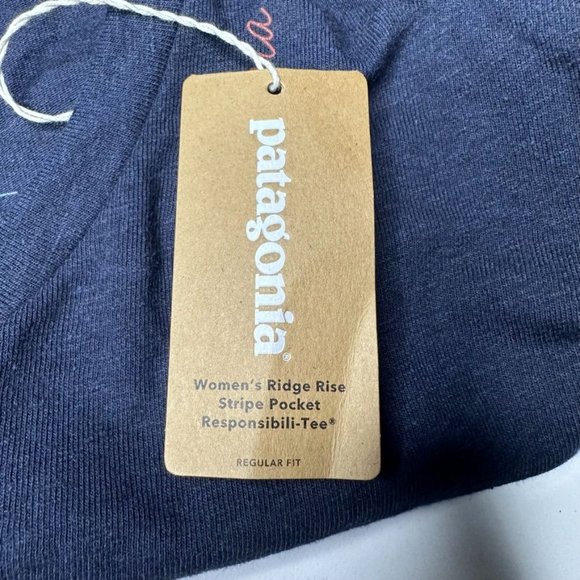 patagonia®
Women's Ridge Rise
Stripe Pocket
Responsibili-Tee®
REGULAR FIT